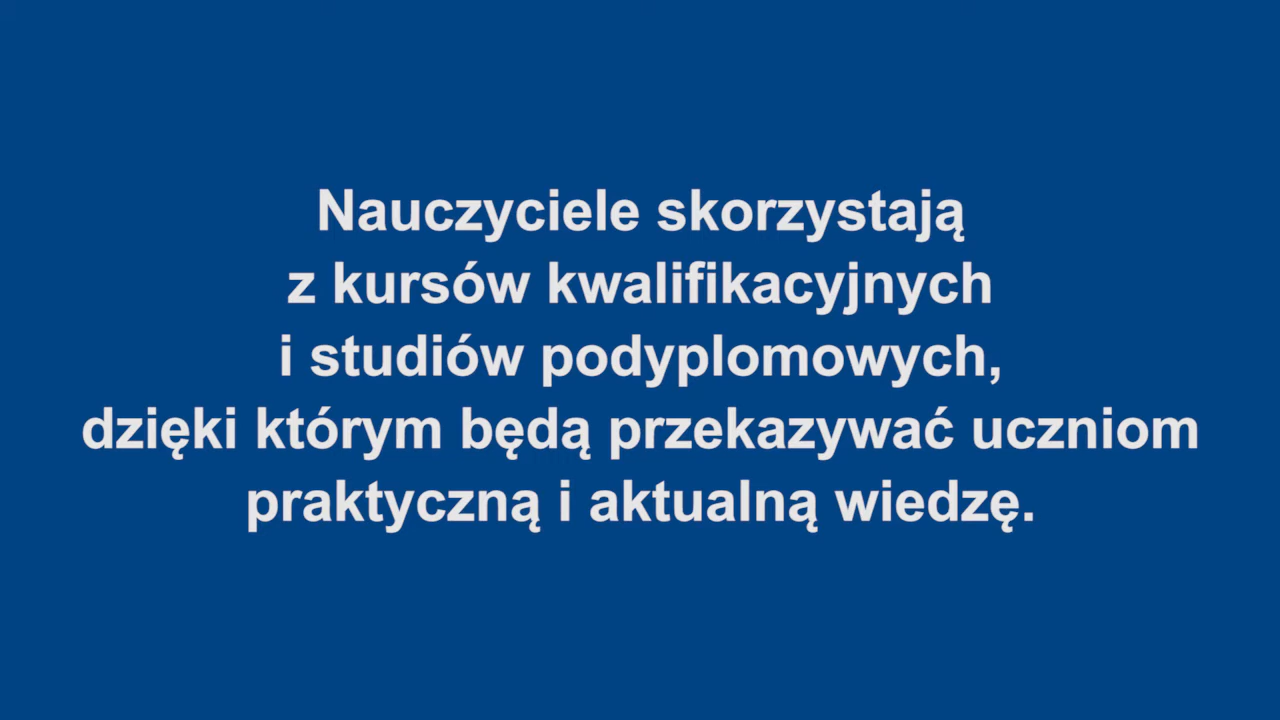 Nauczyciele skorzystają
z kursów kwalifikacyjnych
i studiów podyplomowych,
dzięki którym będą przekazywać uczniom
praktyczną i aktualną wiedzę.